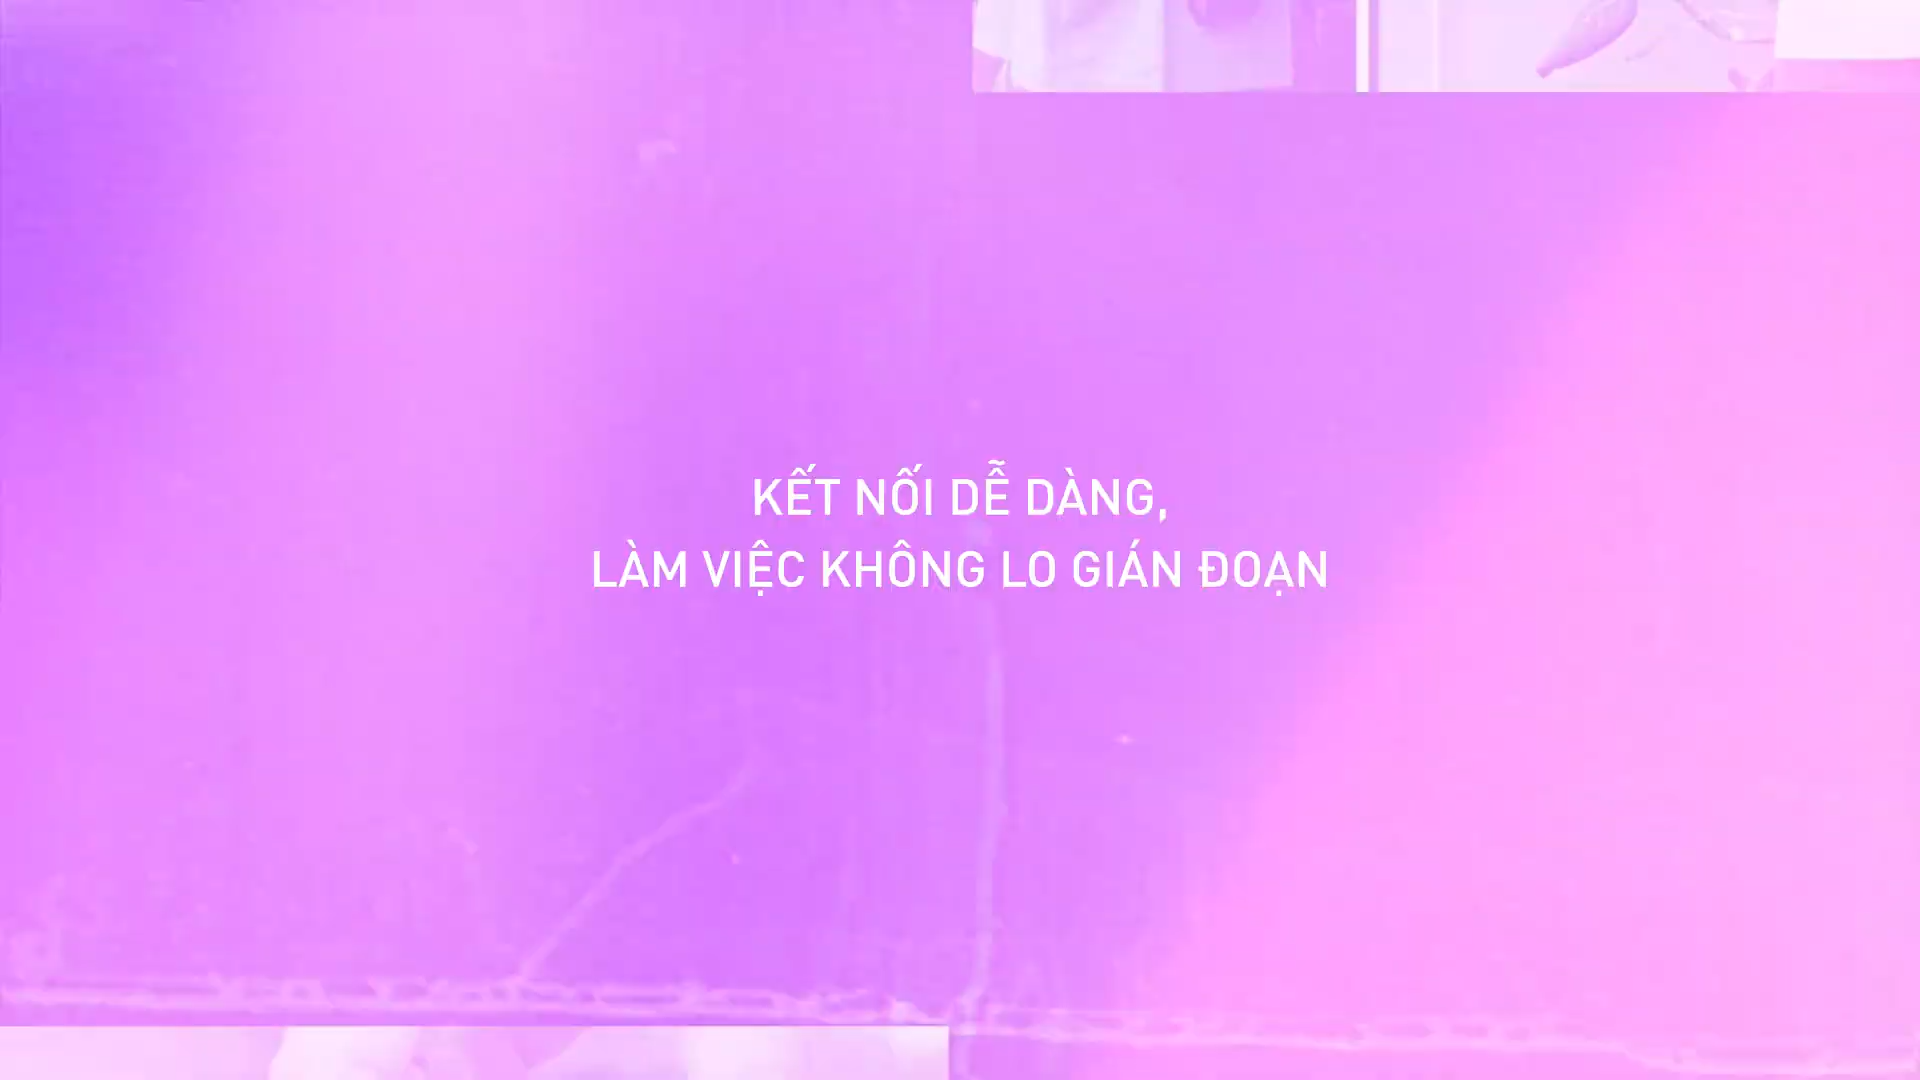 KẾT NỐI DỄ DÀNG,
LÀM VIỆC KHÔNG LO GIÁN ĐOẠN